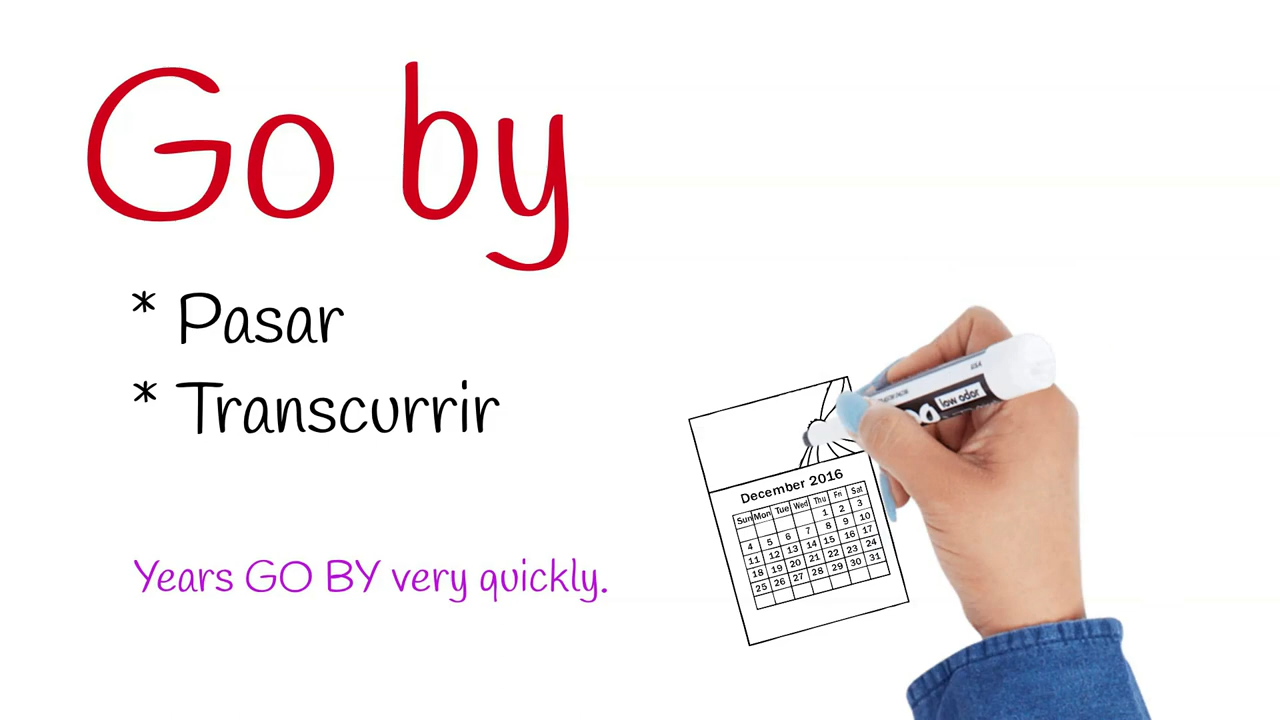 Go by
* Pasar
* Transcurrir
Years GO BY very quickly.
December 2016
Sun Mon Tue Wed Thu Fri Sat
1 2 3
4 5 6 7 8 9 10
11 12 13 14 15 16 17
18 19 20 21 22 23 24
25 26 27 28 29 30 31
USA
low odor